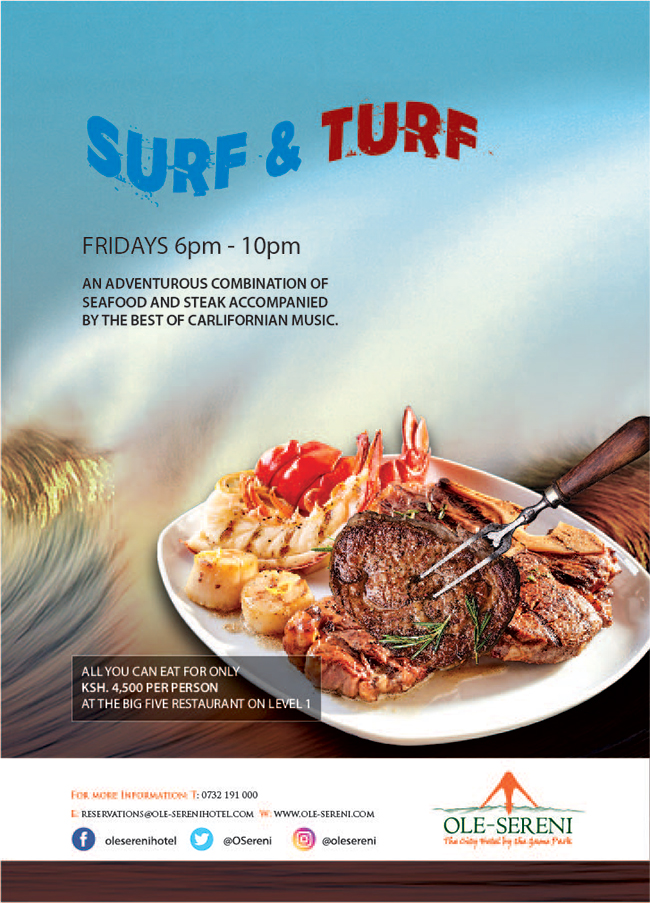 SURF & TURF
FRIDAYS 6pm - 10pm
AN ADVENTUROUS COMBINATION OF
SEAFOOD AND STEAK ACCOMPANIED
BY THE BEST OF CARLIFORNIAN MUSIC.
ALL YOU CAN EAT FOR ONLY
KSH. 4,500 PER PERSON
AT THE BIG FIVE RESTAURANT ON LEVEL 1
FOR MORE INFORMATION: T: 0732 191 000
E: RESERVATIONS@OLE-SERENIHOTEL.COM W: WWW.OLE-SERENI.COM
oleserenihotel @OSereni @olesereni
OLE-SERENI
The City Hotel by the Game Park